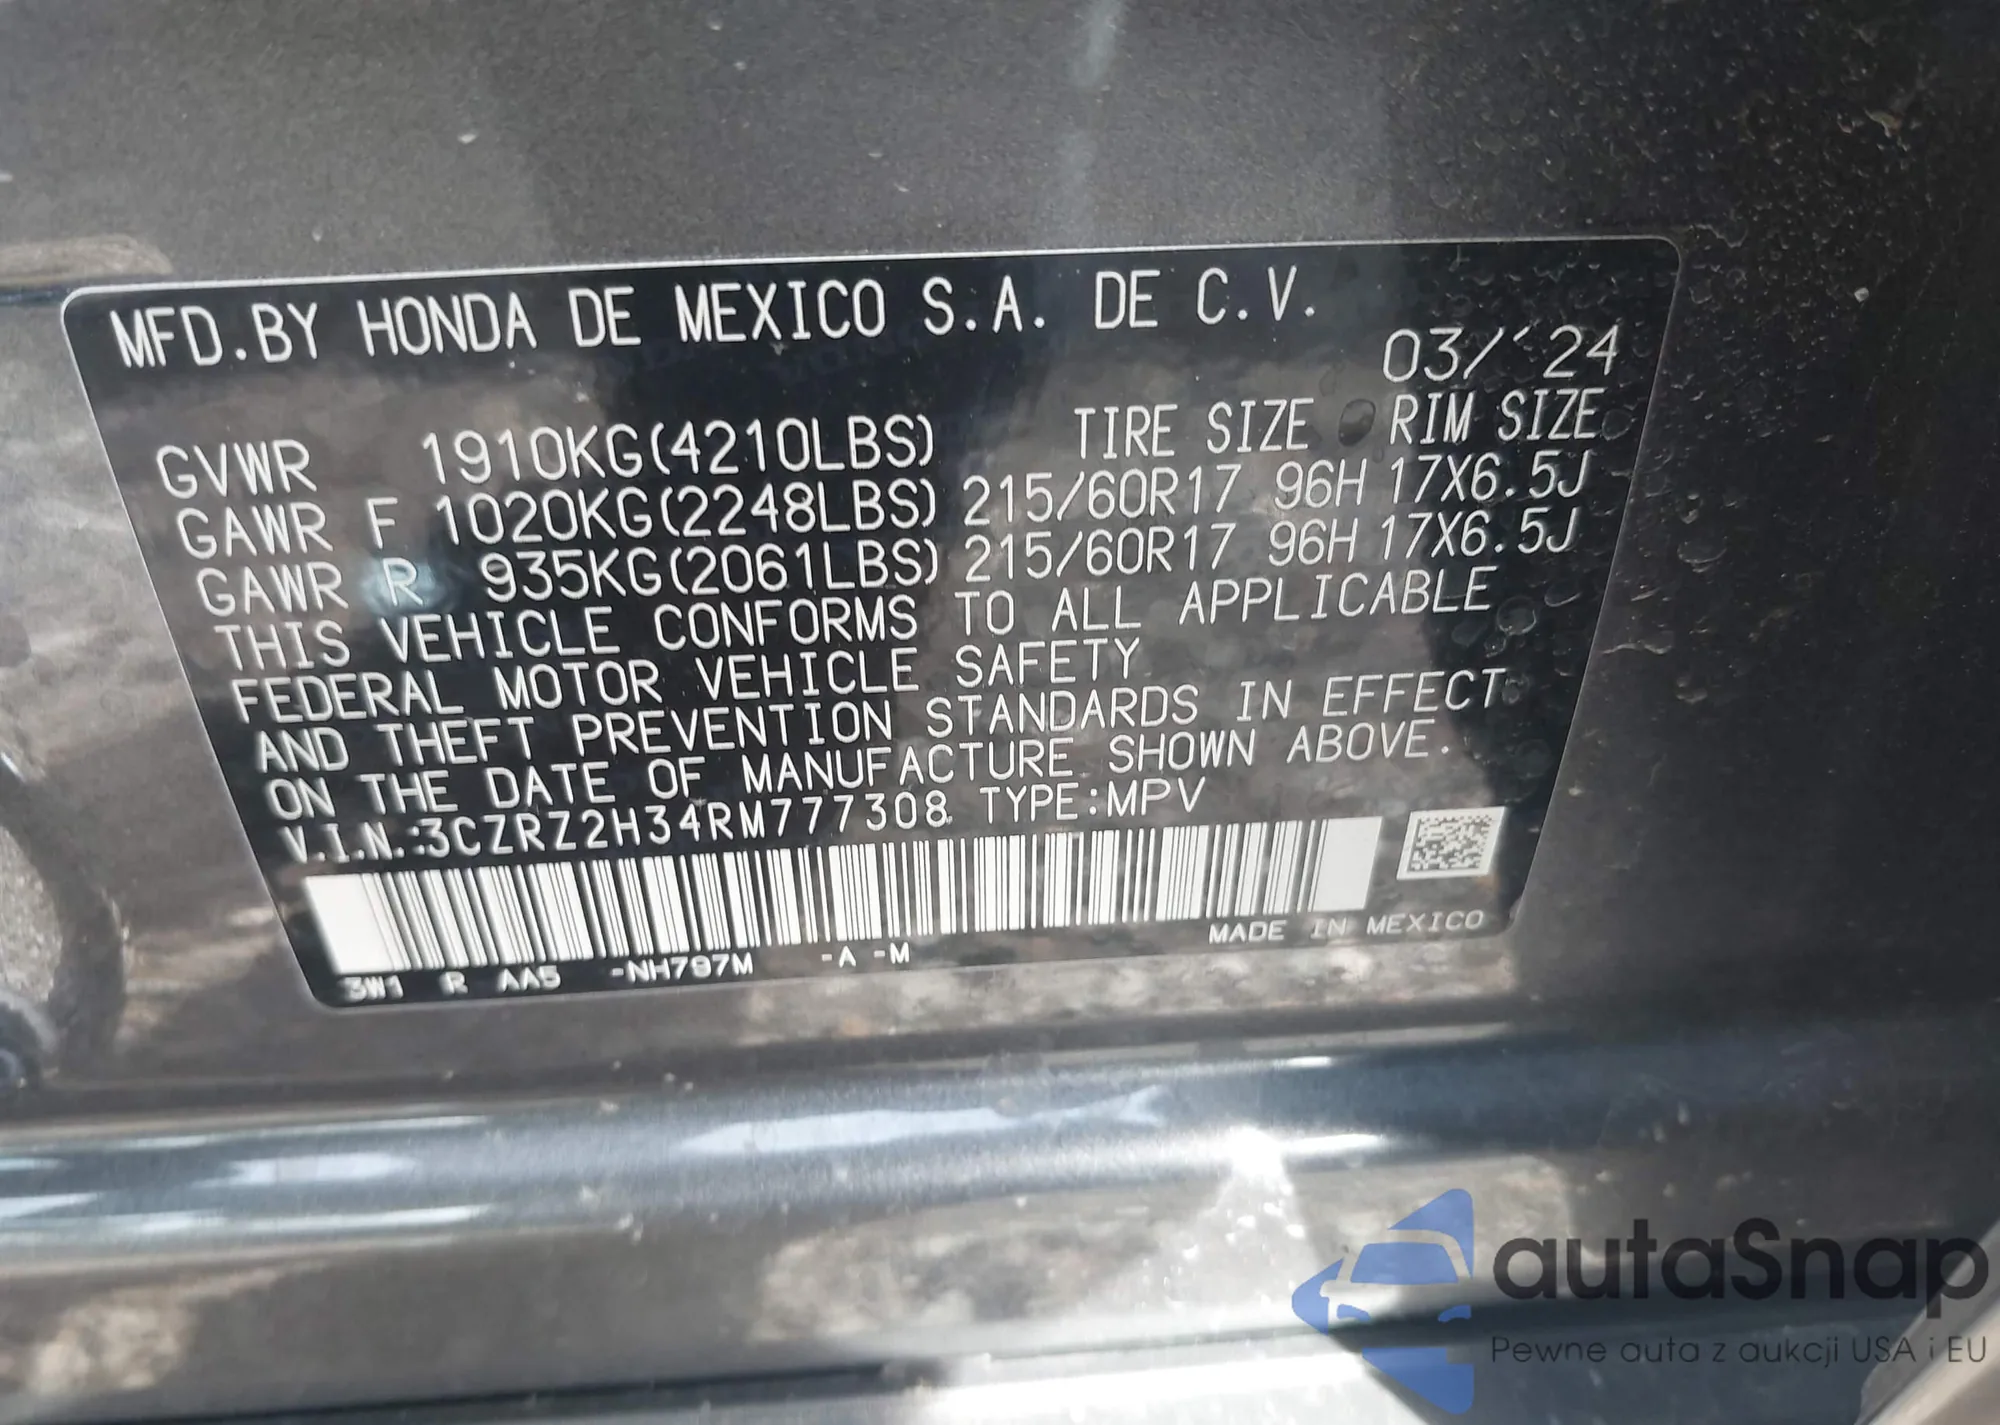 MFD.BY HONDA DE MEXICO S.A. DE C.V.
03/'24
TIRE SIZE RIM SIZE
GVWR 1910KG(4210LBS)
GAWR F 1020KG(2248LBS) 215/60R17 96H 17X6.5J
GAWR R 935KG(2061LBS) 215/60R17 96H 17X6.5J
THIS VEHICLE CONFORMS TO ALL APPLICABLE
FEDERAL MOTOR VEHICLE SAFETY
AND THEFT PREVENTION STANDARDS IN EFFECT
ON THE DATE OF MANUFACTURE SHOWN ABOVE.
V.I.N.:3CZRZ2H34RM777308 TYPE:MPV
MADE IN MEXICO
3W1 R AA5 -NH797M -A -M
autaSnap
Pewne auta z aukcji USA i EU